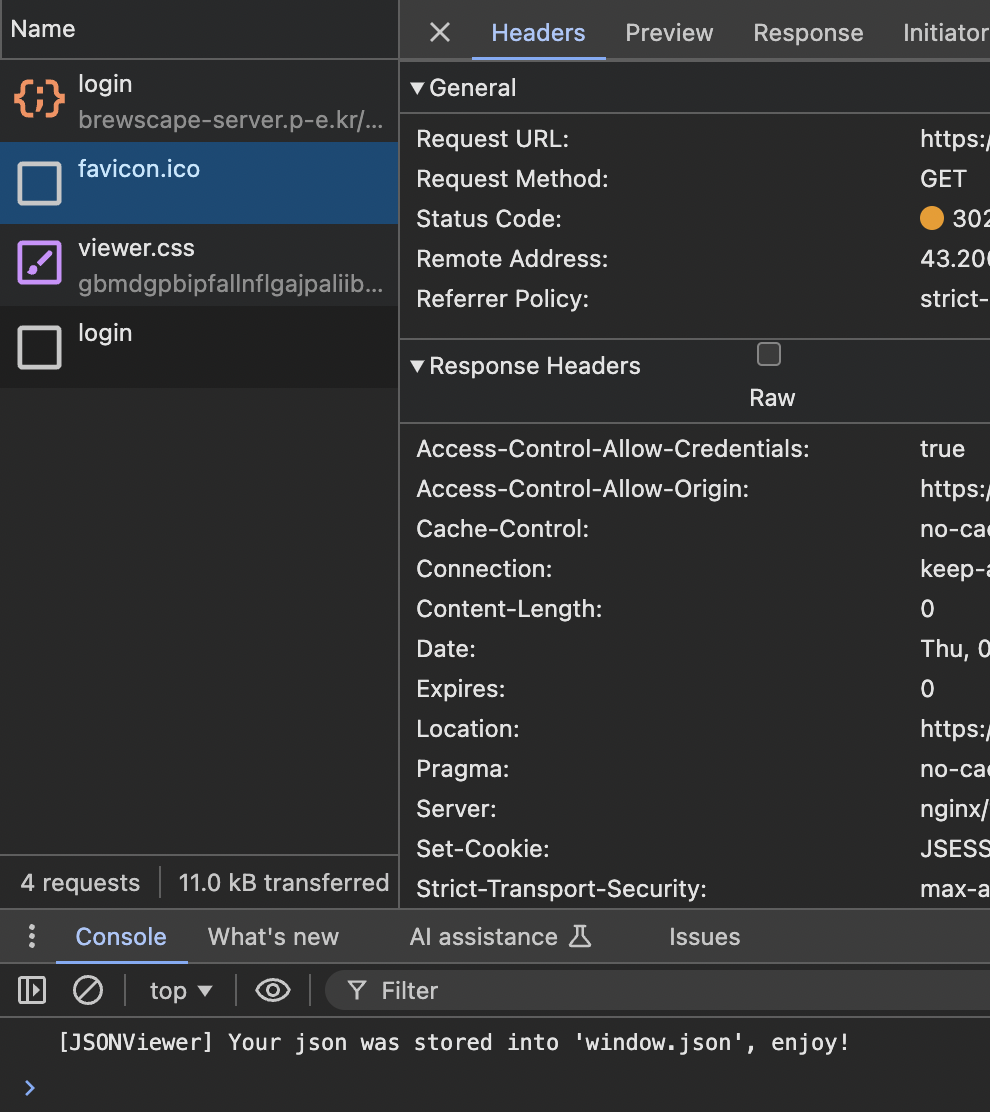 Name
login
brewscape-server.p-e.kr/...
favicon.ico
viewer.css
gbmdgpbipfallnflgajpaliib...
login
4 requests
11.0 kB transferred
Headers
Preview
Response
Initiator
General
Request URL: https:/
Request Method: GET
Status Code: 302
Remote Address: 43.200
Referrer Policy: strict-
Response Headers
Raw
Access-Control-Allow-Credentials: true
Access-Control-Allow-Origin: https:/
Cache-Control: no-cac
Connection: keep-a
Content-Length: 0
Date: Thu, 0
Expires: 0
Location: https:/
Pragma: no-cac
Server: nginx/
Set-Cookie: JSESS
Strict-Transport-Security: max-a
Console
What's new
AI assistance
Issues
top
Filter
[JSONViewer] Your json was stored into 'window.json', enjoy!